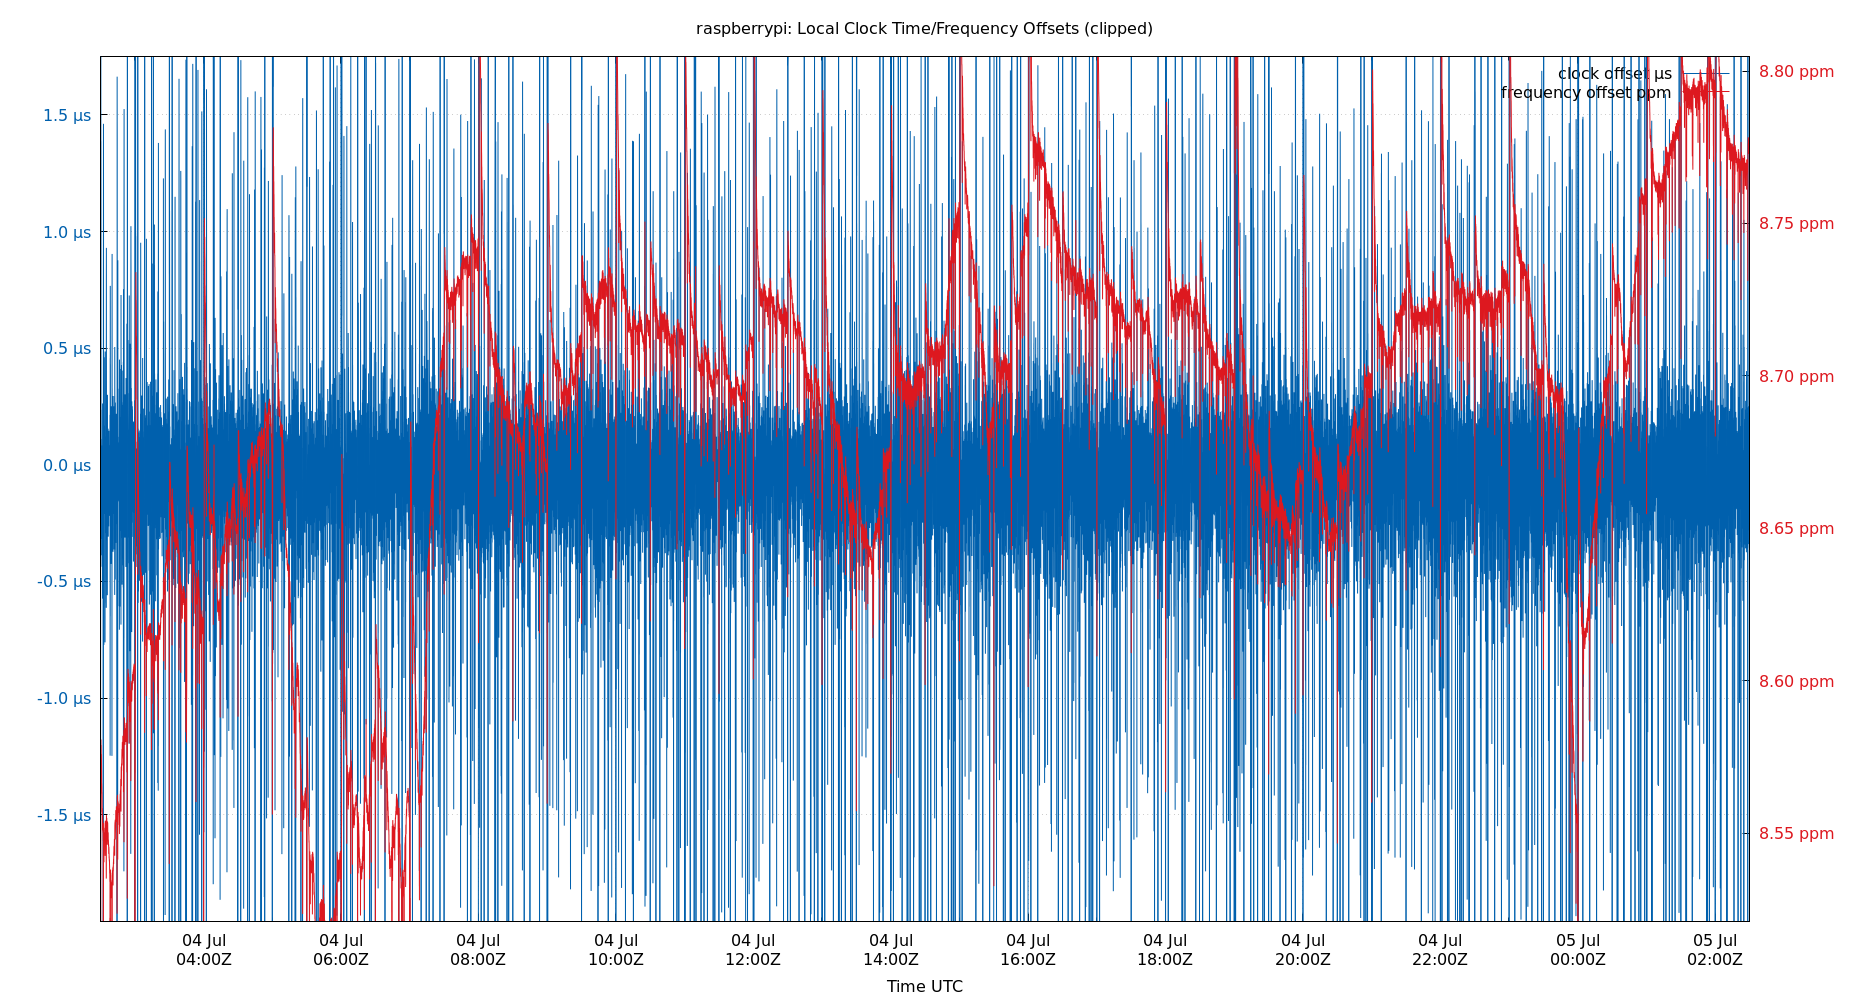 raspberrypi: Local Clock Time/Frequency Offsets (clipped)
clock offset µs
frequency offset ppm
1.5 µs
1.0 µs
0.5 µs
0.0 µs
-0.5 µs
-1.0 µs
-1.5 µs
8.80 ppm
8.75 ppm
8.70 ppm
8.65 ppm
8.60 ppm
8.55 ppm
04 Jul
04:00Z
04 Jul
06:00Z
04 Jul
08:00Z
04 Jul
10:00Z
04 Jul
12:00Z
04 Jul
14:00Z
04 Jul
16:00Z
04 Jul
18:00Z
04 Jul
20:00Z
04 Jul
22:00Z
05 Jul
00:00Z
05 Jul
02:00Z
Time UTC